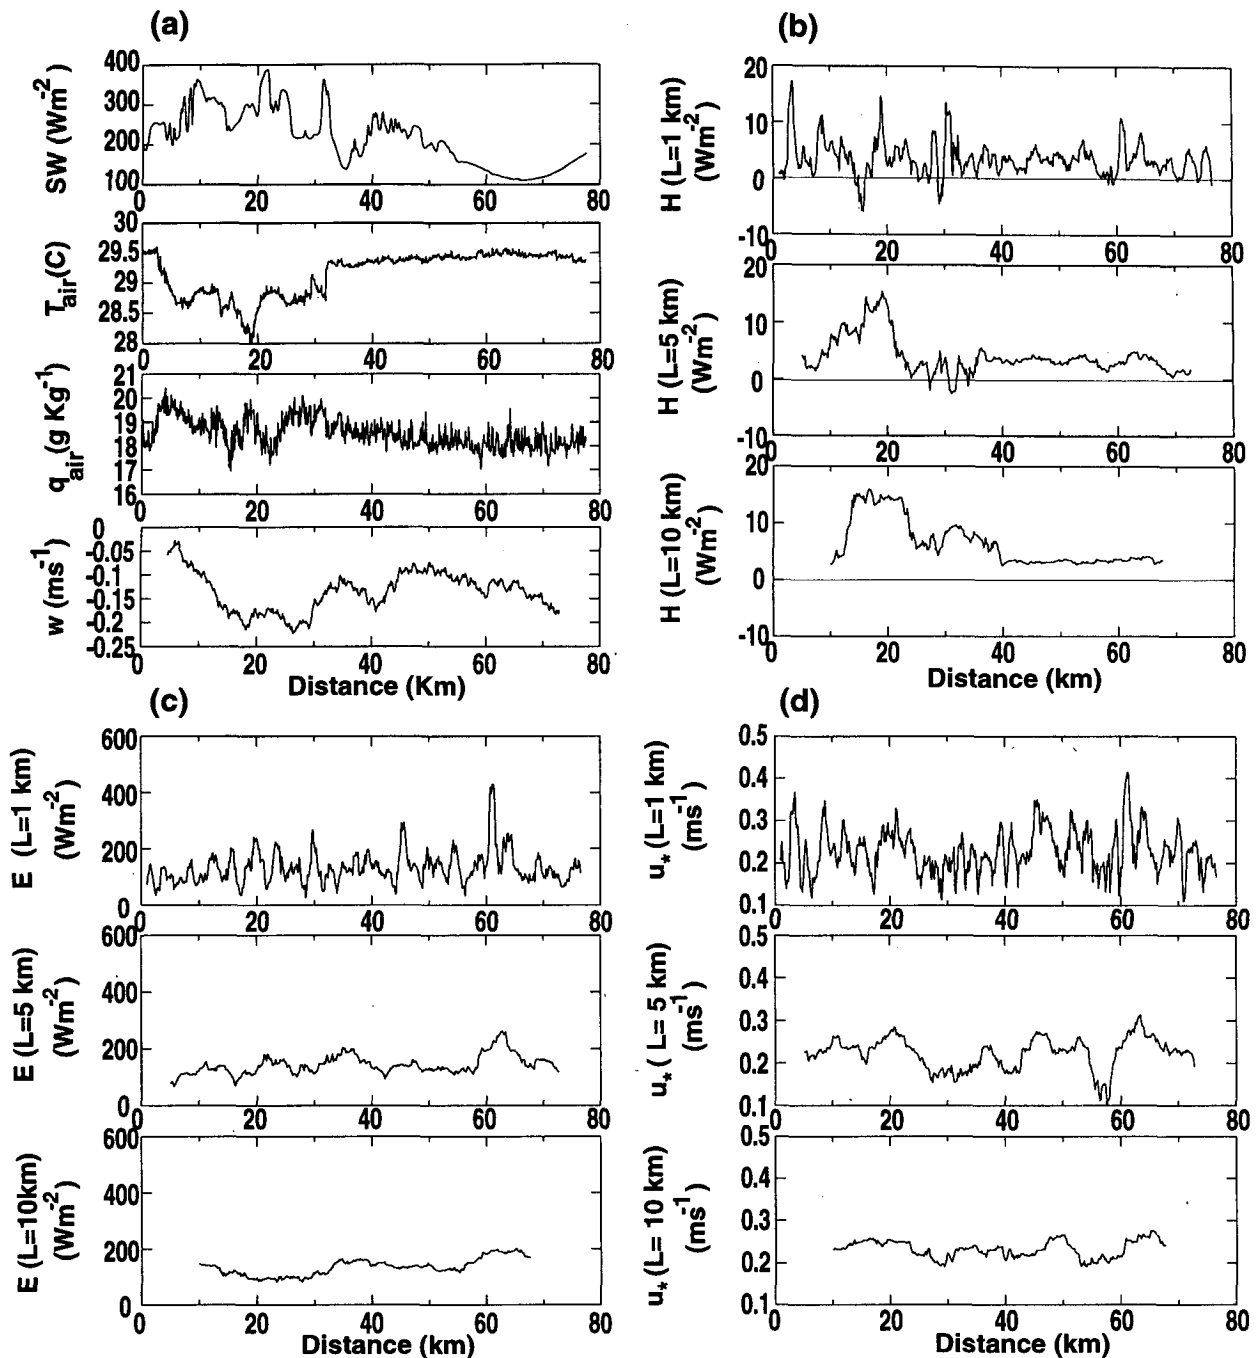 (a)
SW (Wm-2)
400
300
200
100
0 20 40 60 80
Tair(C)
30
29.5
29
28.5
28
0 20 40 60 80
qair(g Kg-1)
21
20
19
18
17
16
0 20 40 60 80
w (ms-1)
0
-0.05
-0.1
-0.15
-0.2
-0.25
0 20 40 60 80
Distance (Km)
(b)
H (L=1 km)
(Wm-2)
20
10
0
-10
0 20 40 60 80
H (L=5 km)
(Wm-2)
20
10
0
-10
0 20 40 60 80
H (L=10 km)
(Wm-2)
20
10
0
-10
0 20 40 60 80
Distance (km)
(c)
E (L=1 km)
(Wm-2)
600
400
200
0
0 20 40 60 80
E (L=5 km)
(Wm-2)
600
400
200
0
0 20 40 60 80
E (L=10km)
(Wm-2)
600
400
200
0
0 20 40 60 80
Distance (km)
(d)
u* (L=1 km)
(ms-1)
0.5
0.4
0.3
0.2
0.1
0 20 40 60 80
u* ( L= 5 km)
(ms-1)
0.5
0.4
0.3
0.2
0.1
0 20 40 60 80
u* (L= 10 km)
(ms-1)
0.5
0.4
0.3
0.2
0.1
0 20 40 60 80
Distance (km)